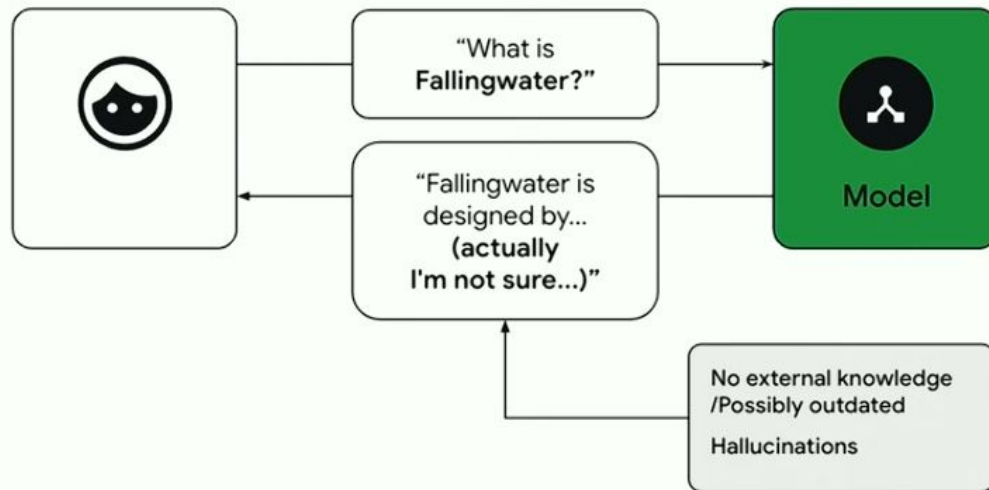 “What is
Fallingwater?”
“Fallingwater is
designed by...
(actually
I'm not sure...)”
Model
No external knowledge
/Possibly outdated
Hallucinations